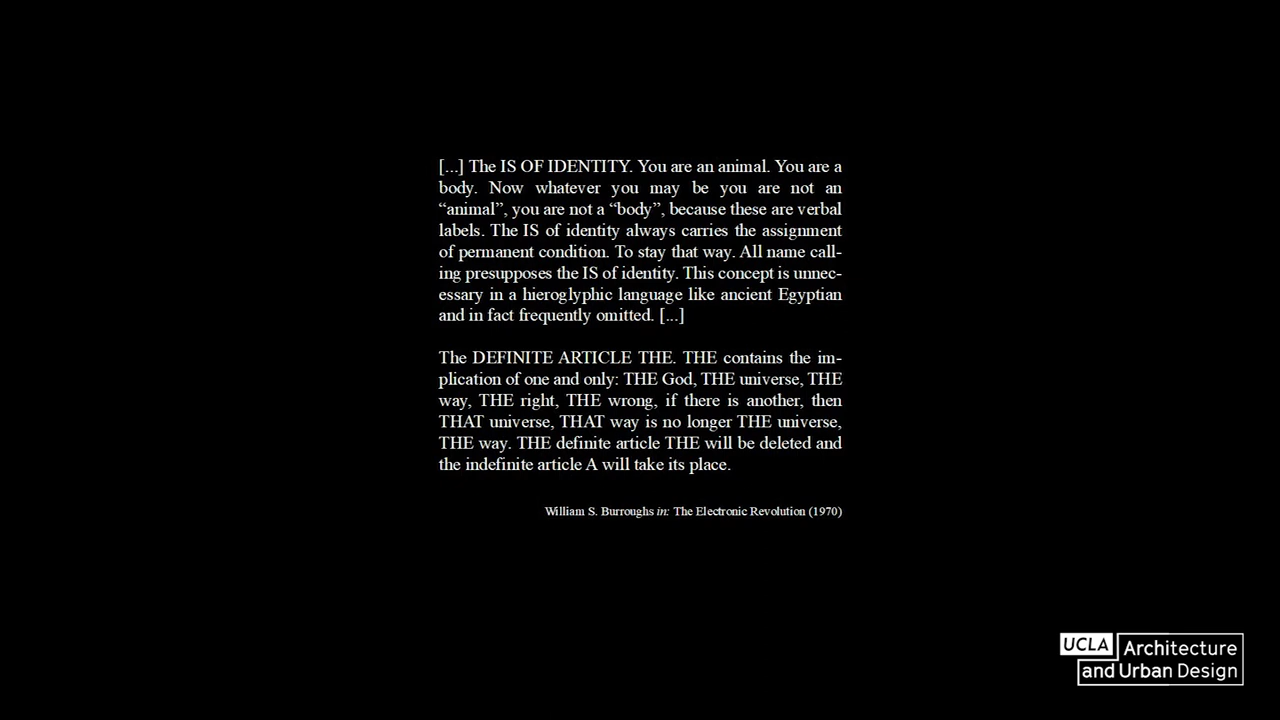 [...] The IS OF IDENTITY. You are an animal. You are a
body. Now whatever you may be you are not an
“animal”, you are not a “body”, because these are verbal
labels. The IS of identity always carries the assignment
of permanent condition. To stay that way. All name call-
ing presupposes the IS of identity. This concept is unnec-
essary in a hieroglyphic language like ancient Egyptian
and in fact frequently omitted. [...]
The DEFINITE ARTICLE THE. THE contains the im-
plication of one and only: THE God, THE universe, THE
way, THE right, THE wrong, if there is another, then
THAT universe, THAT way is no longer THE universe,
THE way. THE definite article THE will be deleted and
the indefinite article A will take its place.
William S. Burroughs in: The Electronic Revolution (1970)
UCLA Architecture
and Urban Design